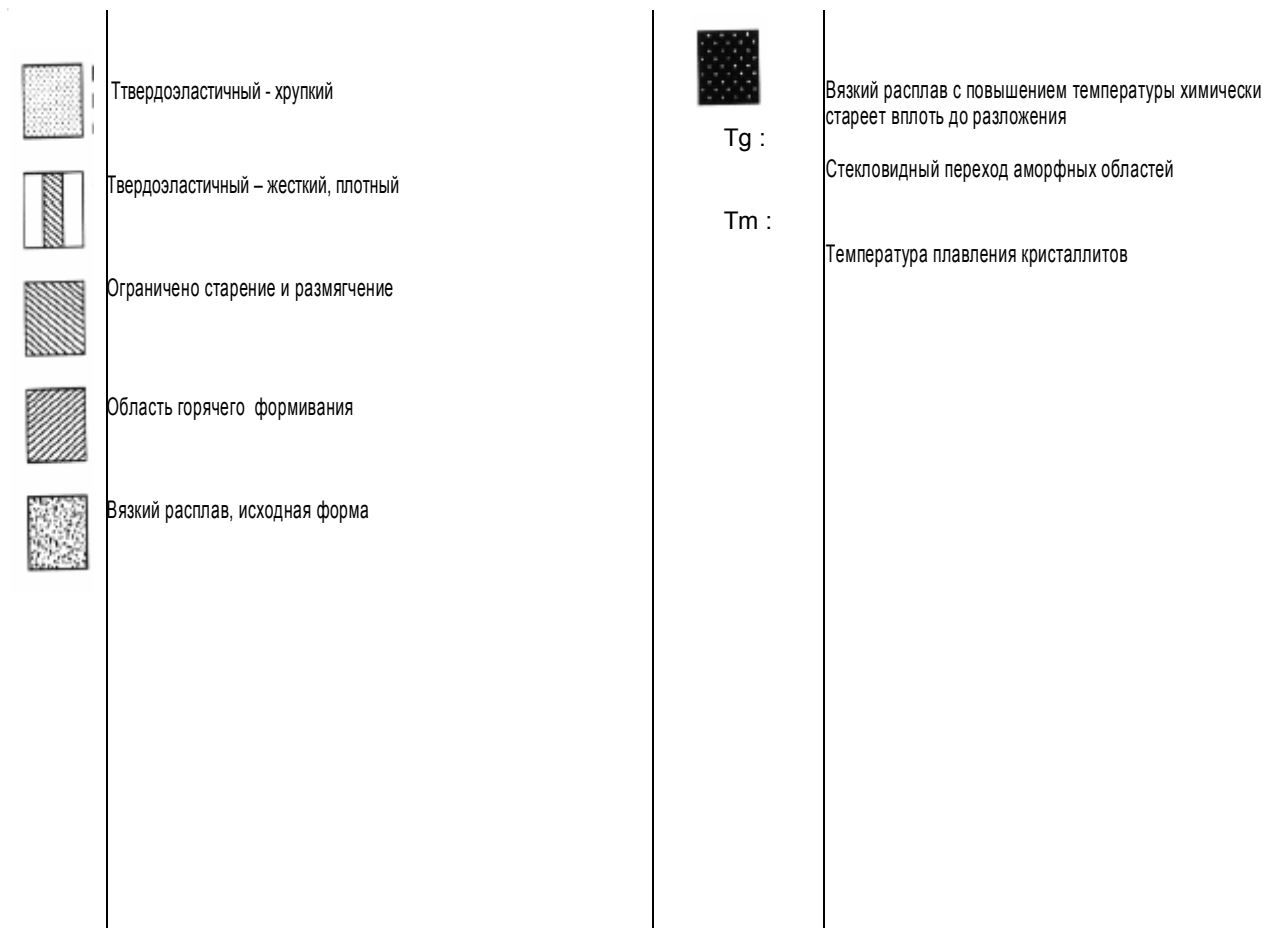 Ттвердоэластичный - хрупкий
Твердоэластичный – жесткий, плотный
Ограничено старение и размягчение
Область горячего формивания
Вязкий расплав, исходная форма
Вязкий расплав с повышением температуры химически
стареет вплоть до разложения
Tg :
Стекловидный переход аморфных областей
Tm :
Температура плавления кристаллитов